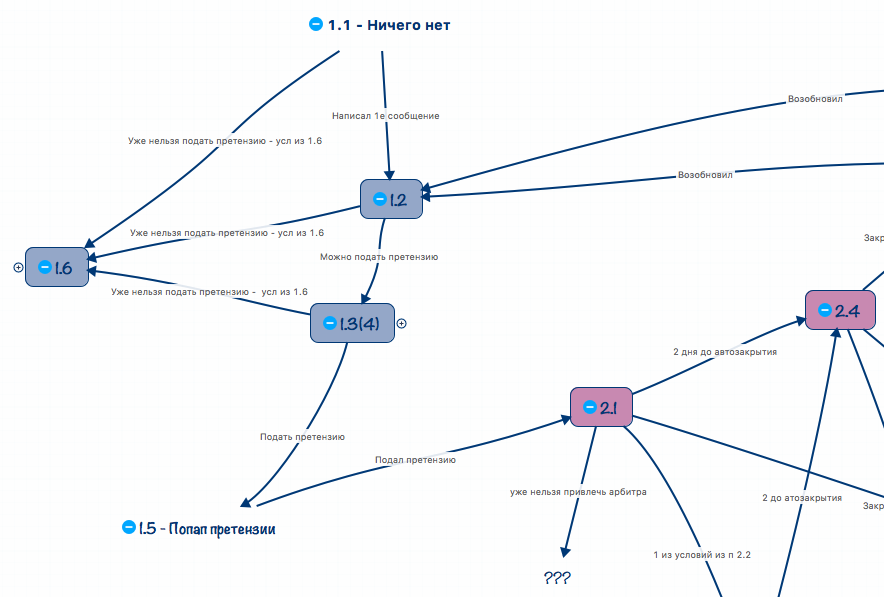 1.1 - Ничего нет
Возобновил
Написал 1е сообщение
Уже нельзя подать претензию - усл из 1.6
Возобновил
1.2
Уже нельзя подать претензию - усл из 1.6
Закр
Можно подать претензию
1.6
Уже нельзя подать претензию - усл из 1.6
2.4
1.3(4)
2 дня до автозакрытия
2.1
Подать претензию
Подал претензию
уже нельзя привлечь арбитра
2 до атозакрытия
Закр
1.5 - Попап претензии
1 из условий из п 2.2
???